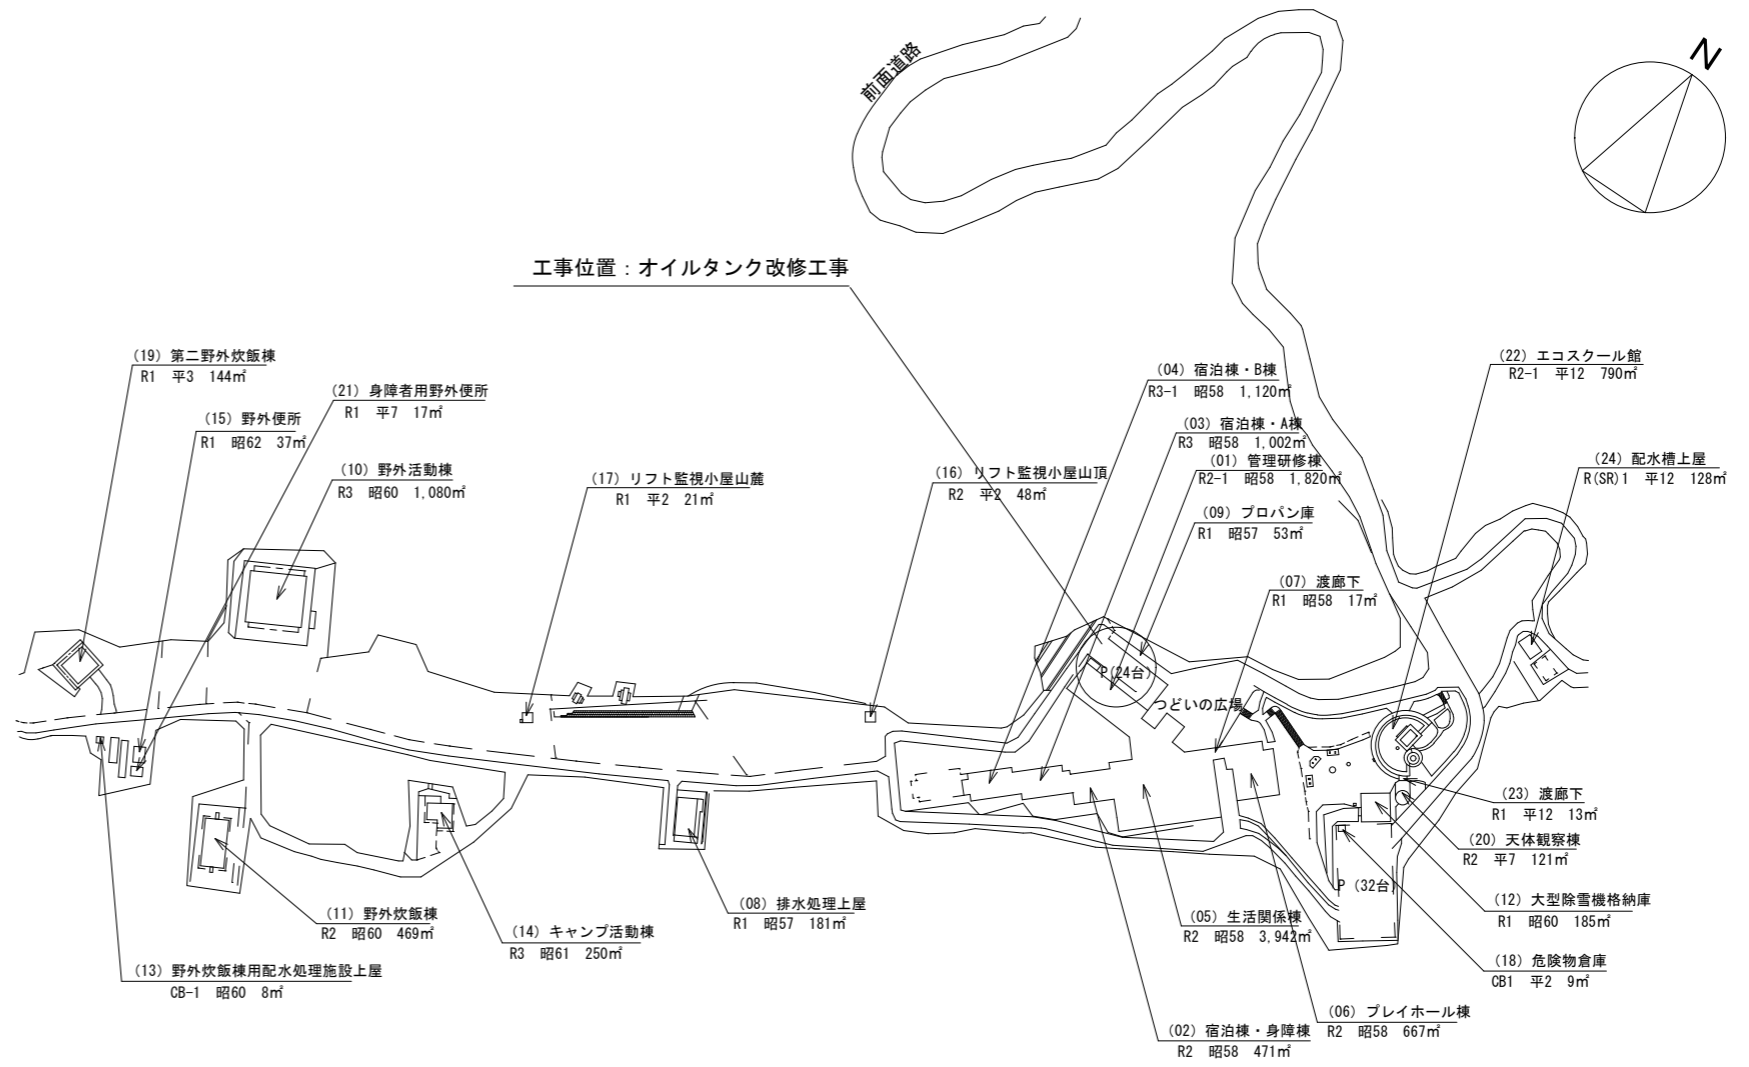 N
前面道路
工事位置：オイルタンク改修工事
(19) 第二野外炊飯棟
R1 平3 144㎡
(21) 身障者用野外便所
R1 平7 17㎡
(15) 野外便所
R1 昭62 37㎡
(10) 野外活動棟
R3 昭60 1,080㎡
(17) リフト監視小屋山麓
R1 平2 21㎡
(16) リフト監視小屋山頂
R2 平2 48㎡
(04) 宿泊棟・B棟
R3-1 昭58 1,120㎡
(03) 宿泊棟・A棟
R3 昭58 1,002㎡
(01) 管理研修棟
R2-1 昭58 1,820㎡
(09) プロパン庫
R1 昭57 53㎡
(07) 渡廊下
R1 昭58 17㎡
(22) エコスクール館
R2-1 平12 790㎡
(24) 配水槽上屋
R(SR)1 平12 128㎡
P(24台)
つどいの広場
(23) 渡廊下
R1 平12 13㎡
(20) 天体観察棟
R2 平7 121㎡
P (32台)
(12) 大型除雪機格納庫
R1 昭60 185㎡
(18) 危険物倉庫
CB1 平2 9㎡
(08) 排水処理上屋
R1 昭57 181㎡
(05) 生活関係棟
R2 昭58 3,942㎡
(06) プレイホール棟
R2 昭58 667㎡
(02) 宿泊棟・身障棟
R2 昭58 471㎡
(11) 野外炊飯棟
R2 昭60 469㎡
(14) キャンプ活動棟
R3 昭61 250㎡
(13) 野外炊飯棟用配水処理施設上屋
CB-1 昭60 8㎡